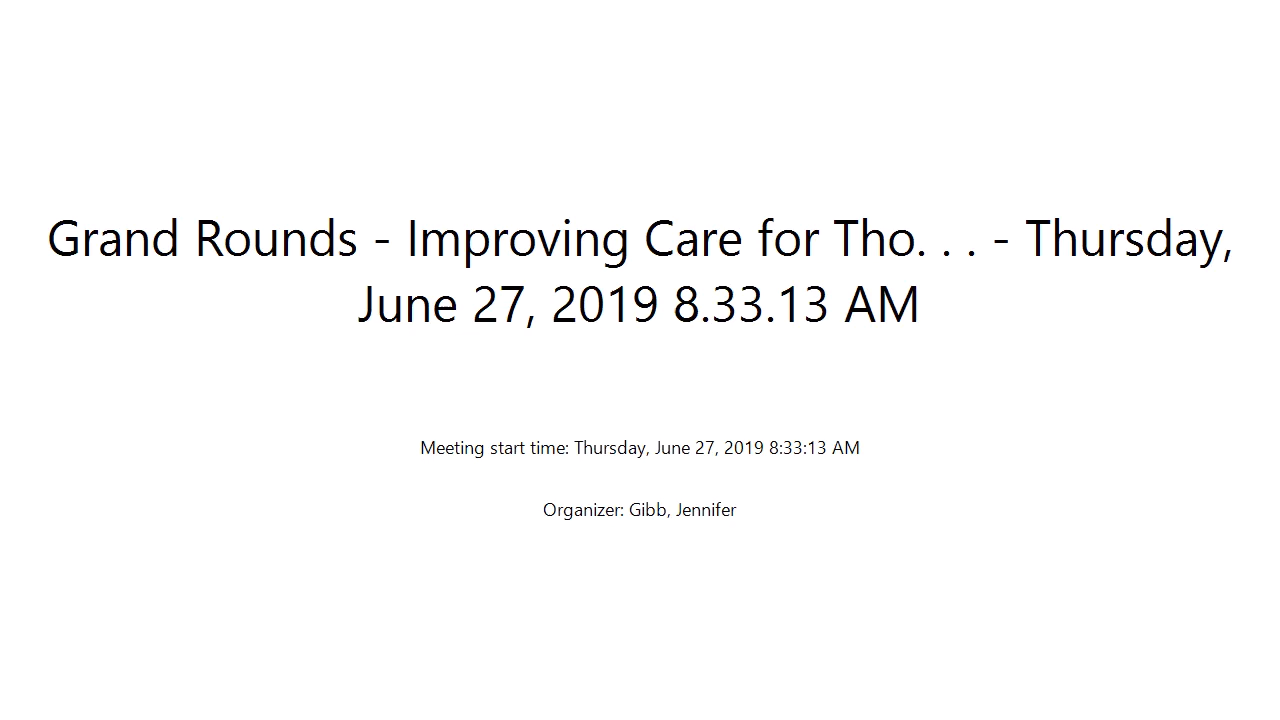 Grand Rounds - Improving Care for Tho. . . - Thursday,
June 27, 2019 8.33.13 AM
Meeting start time: Thursday, June 27, 2019 8:33:13 AM
Organizer: Gibb, Jennifer